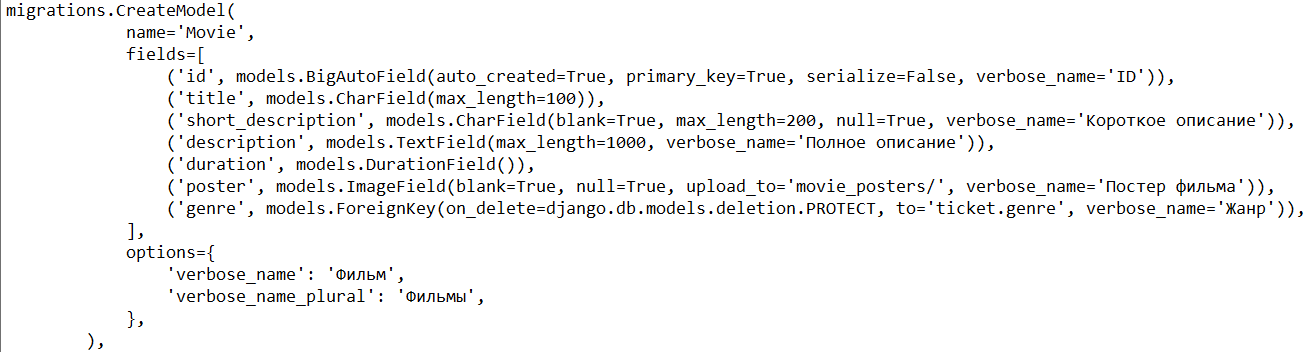 migrations.CreateModel(
            name='Movie',
            fields=[
                ('id', models.BigAutoField(auto_created=True, primary_key=True, serialize=False, verbose_name='ID')),
                ('title', models.CharField(max_length=100)),
                ('short_description', models.CharField(blank=True, max_length=200, null=True, verbose_name='Короткое описание')),
                ('description', models.TextField(max_length=1000, verbose_name='Полное описание')),
                ('duration', models.DurationField()),
                ('poster', models.ImageField(blank=True, null=True, upload_to='movie_posters/', verbose_name='Постер фильма')),
                ('genre', models.ForeignKey(on_delete=django.db.models.deletion.PROTECT, to='ticket.genre', verbose_name='Жанр')),
            ],
            options={
                'verbose_name': 'Фильм',
                'verbose_name_plural': 'Фильмы',
            },
        ),